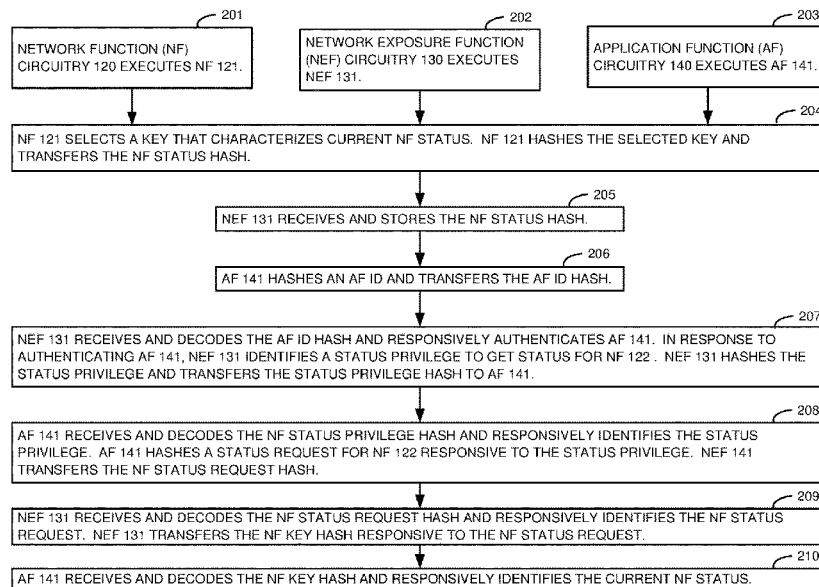 201
NETWORK FUNCTION (NF)
CIRCUITRY 120 EXECUTES NF 121.
202
NETWORK EXPOSURE FUNCTION
(NEF) CIRCUITRY 130 EXECUTES
NEF 131.
203
APPLICATION FUNCTION (AF)
CIRCUITRY 140 EXECUTES AF 141.
204
NF 121 SELECTS A KEY THAT CHARACTERIZES CURRENT NF STATUS. NF 121 HASHES THE SELECTED KEY AND
TRANSFERS THE NF STATUS HASH.
205
NEF 131 RECEIVES AND STORES THE NF STATUS HASH.
206
AF 141 HASHES AN AF ID AND TRANSFERS THE AF ID HASH.
207
NEF 131 RECEIVES AND DECODES THE AF ID HASH AND RESPONSIVELY AUTHENTICATES AF 141. IN RESPONSE TO
AUTHENTICATING AF 141, NEF 131 IDENTIFIES A STATUS PRIVILEGE TO GET STATUS FOR NF 122 . NEF 131 HASHES THE
STATUS PRIVILEGE AND TRANSFERS THE STATUS PRIVILEGE HASH TO AF 141.
208
AF 141 RECEIVES AND DECODES THE NF STATUS PRIVILEGE HASH AND RESPONSIVELY IDENTIFIES THE STATUS
PRIVILEGE. AF 141 HASHES A STATUS REQUEST FOR NF 122 RESPONSIVE TO THE STATUS PRIVILEGE. NEF 141
TRANSFERS THE NF STATUS REQUEST HASH.
209
NEF 131 RECEIVES AND DECODES THE NF STATUS REQUEST HASH AND RESPONSIVELY IDENTIFIES THE NF STATUS
REQUEST. NEF 131 TRANSFERS THE NF KEY HASH RESPONSIVE TO THE NF STATUS REQUEST.
210
AF 141 RECEIVES AND DECODES THE NF KEY HASH AND RESPONSIVELY IDENTIFIES THE CURRENT NF STATUS.